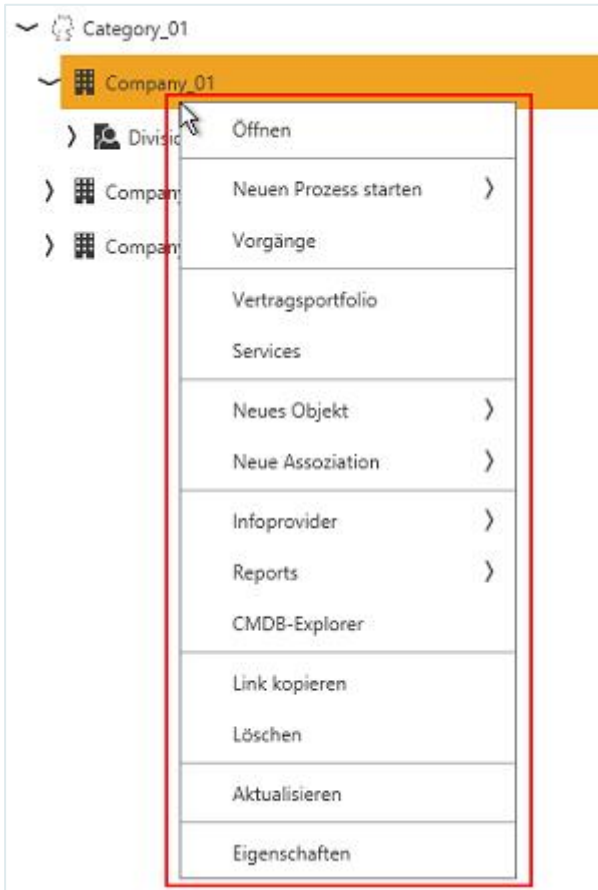 Category_01
Company_01
Öffnen
Neuen Prozess starten
Vorgänge
Vertragsportfolio
Services
Neues Objekt
Neue Assoziation
Infoprovider
Reports
CMDB-Explorer
Link kopieren
Löschen
Aktualisieren
Eigenschaften